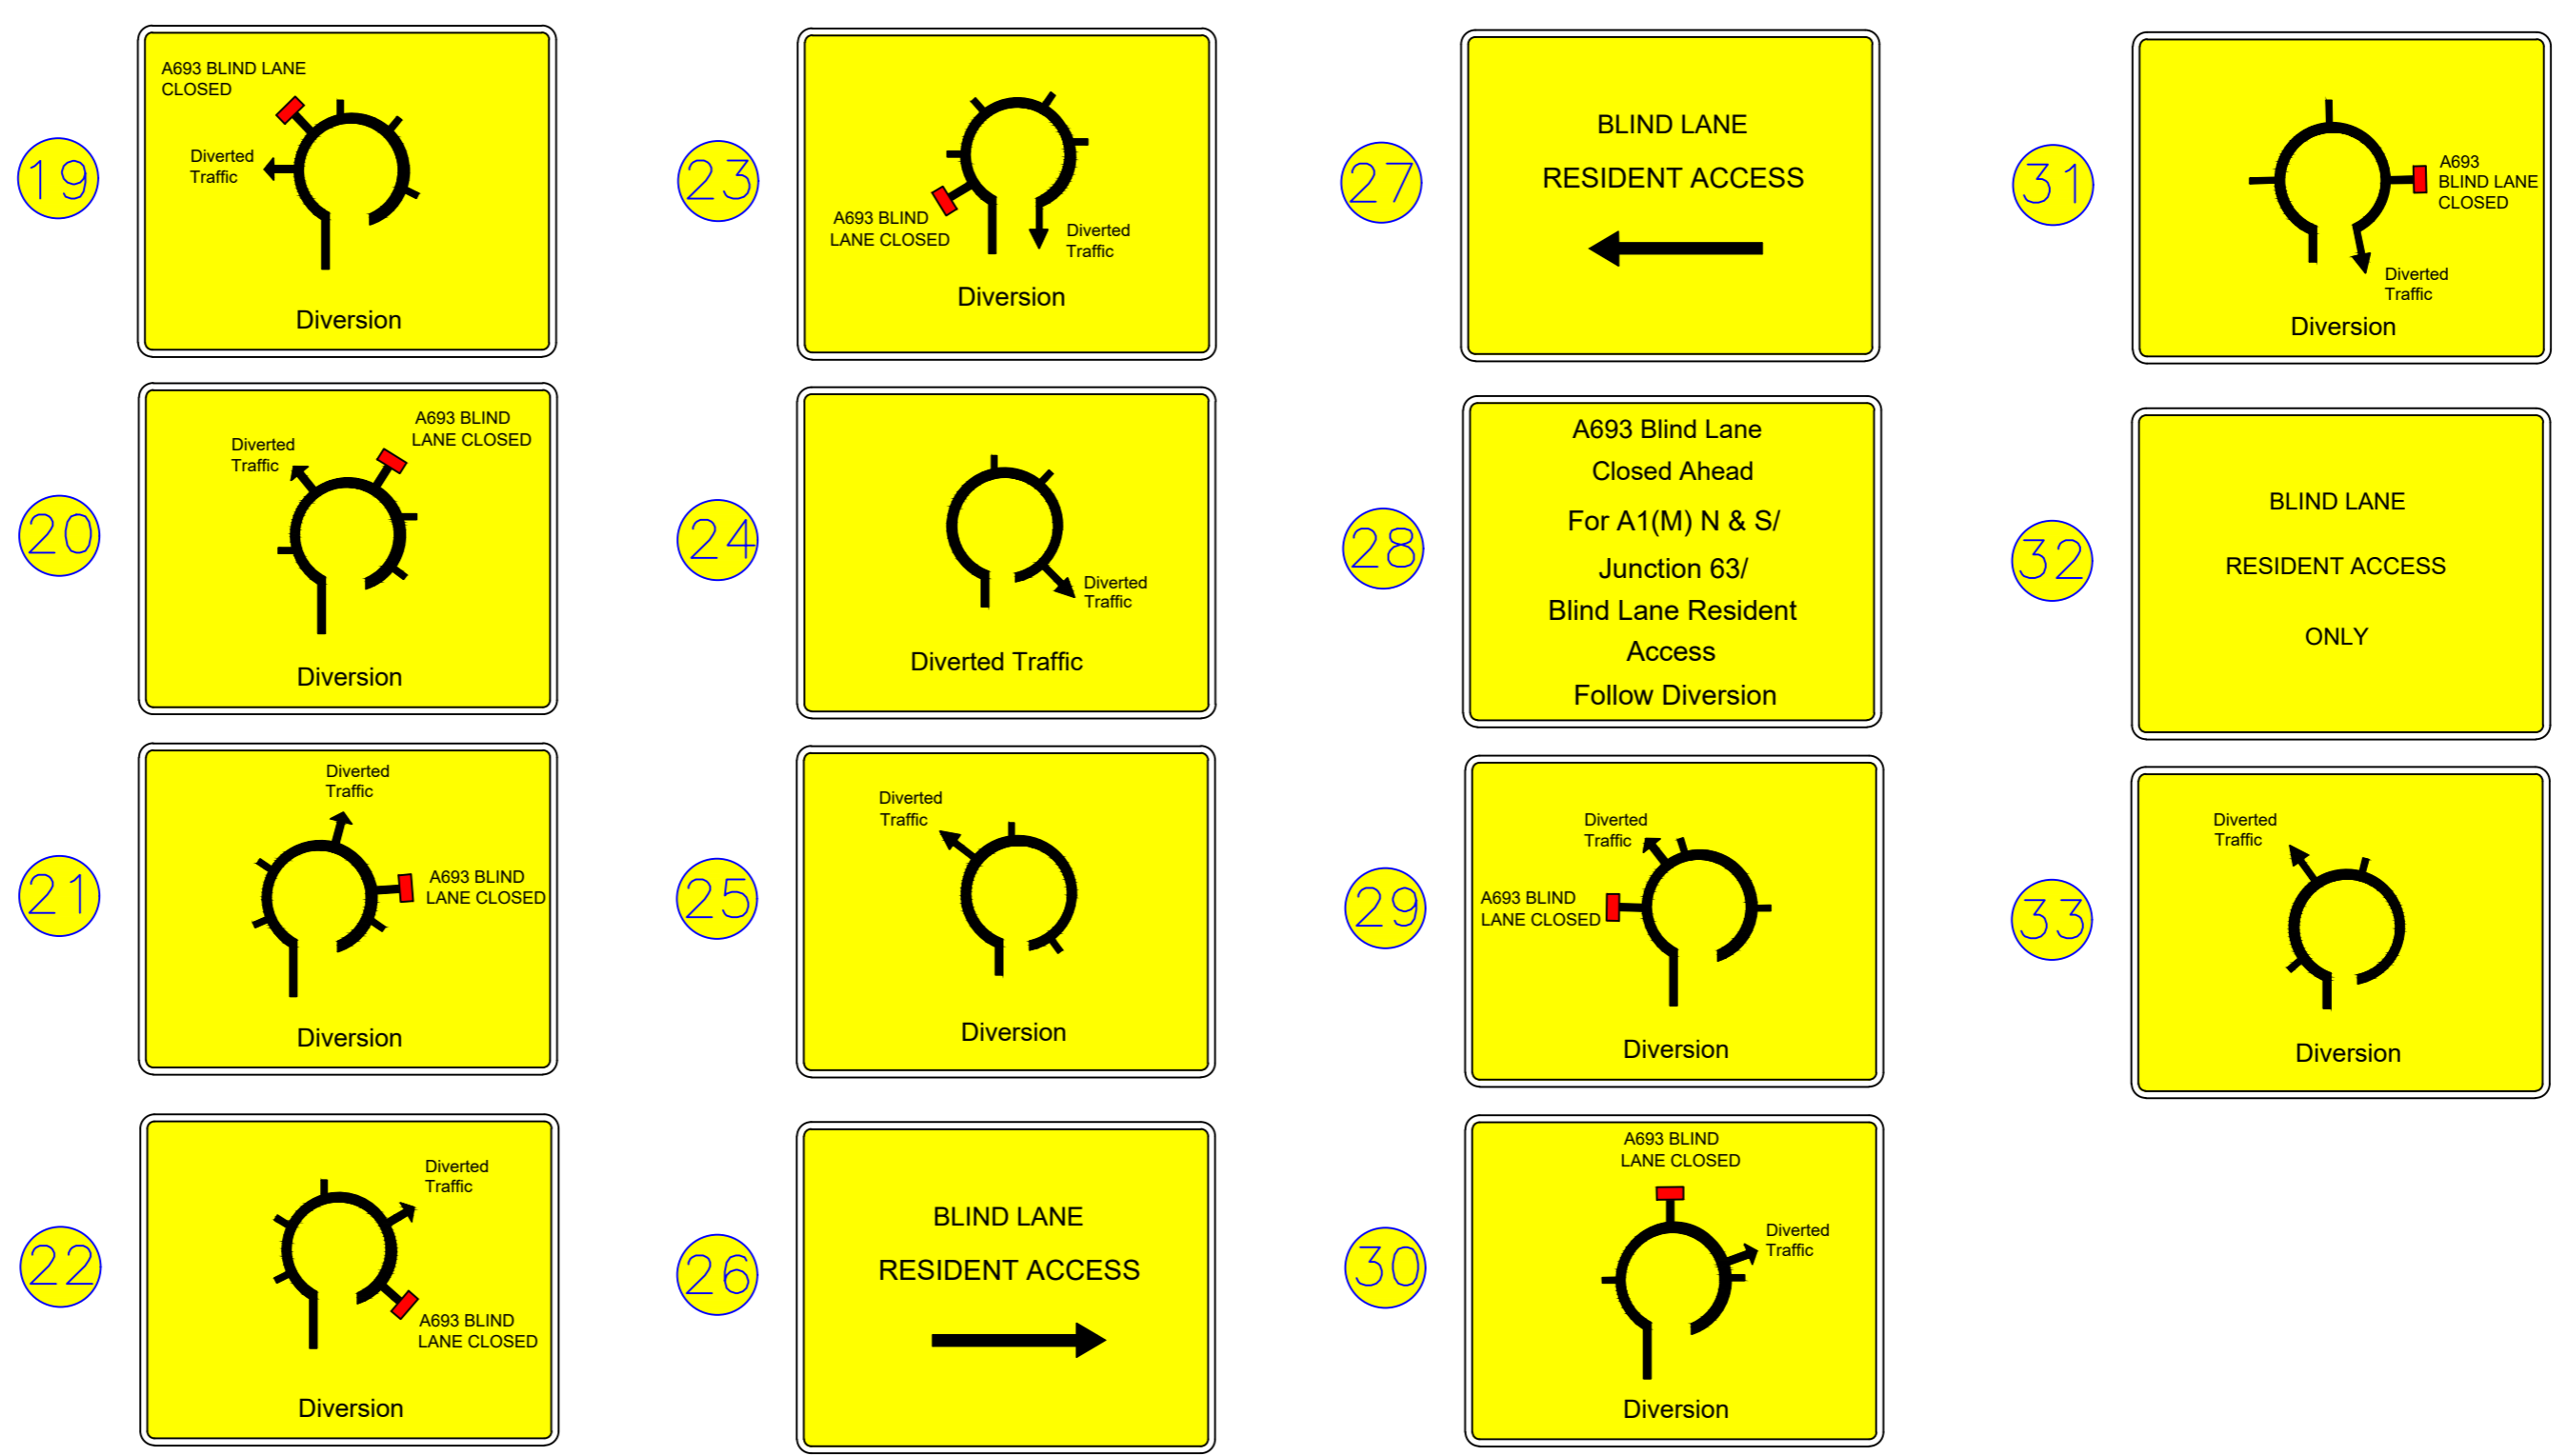 19
A693 BLIND LANE
CLOSED
Diverted
Traffic
Diversion
20
A693 BLIND
LANE CLOSED
Diverted
Traffic
Diversion
21
Diverted
Traffic
A693 BLIND
LANE CLOSED
Diversion
22
Diverted
Traffic
A693 BLIND
LANE CLOSED
Diversion
23
A693 BLIND
LANE CLOSED
Diverted
Traffic
Diversion
24
Diverted
Traffic
Diverted Traffic
25
Diverted
Traffic
Diversion
26
BLIND LANE
RESIDENT ACCESS
27
BLIND LANE
RESIDENT ACCESS
28
A693 Blind Lane
Closed Ahead
For A1(M) N & S/
Junction 63/
Blind Lane Resident
Access
Follow Diversion
29
Diverted
Traffic
A693 BLIND
LANE CLOSED
Diversion
30
A693 BLIND
LANE CLOSED
Diverted
Traffic
Diversion
31
A693
BLIND LANE
CLOSED
Diverted
Traffic
Diversion
32
BLIND LANE
RESIDENT ACCESS
ONLY
33
Diverted
Traffic
Diversion